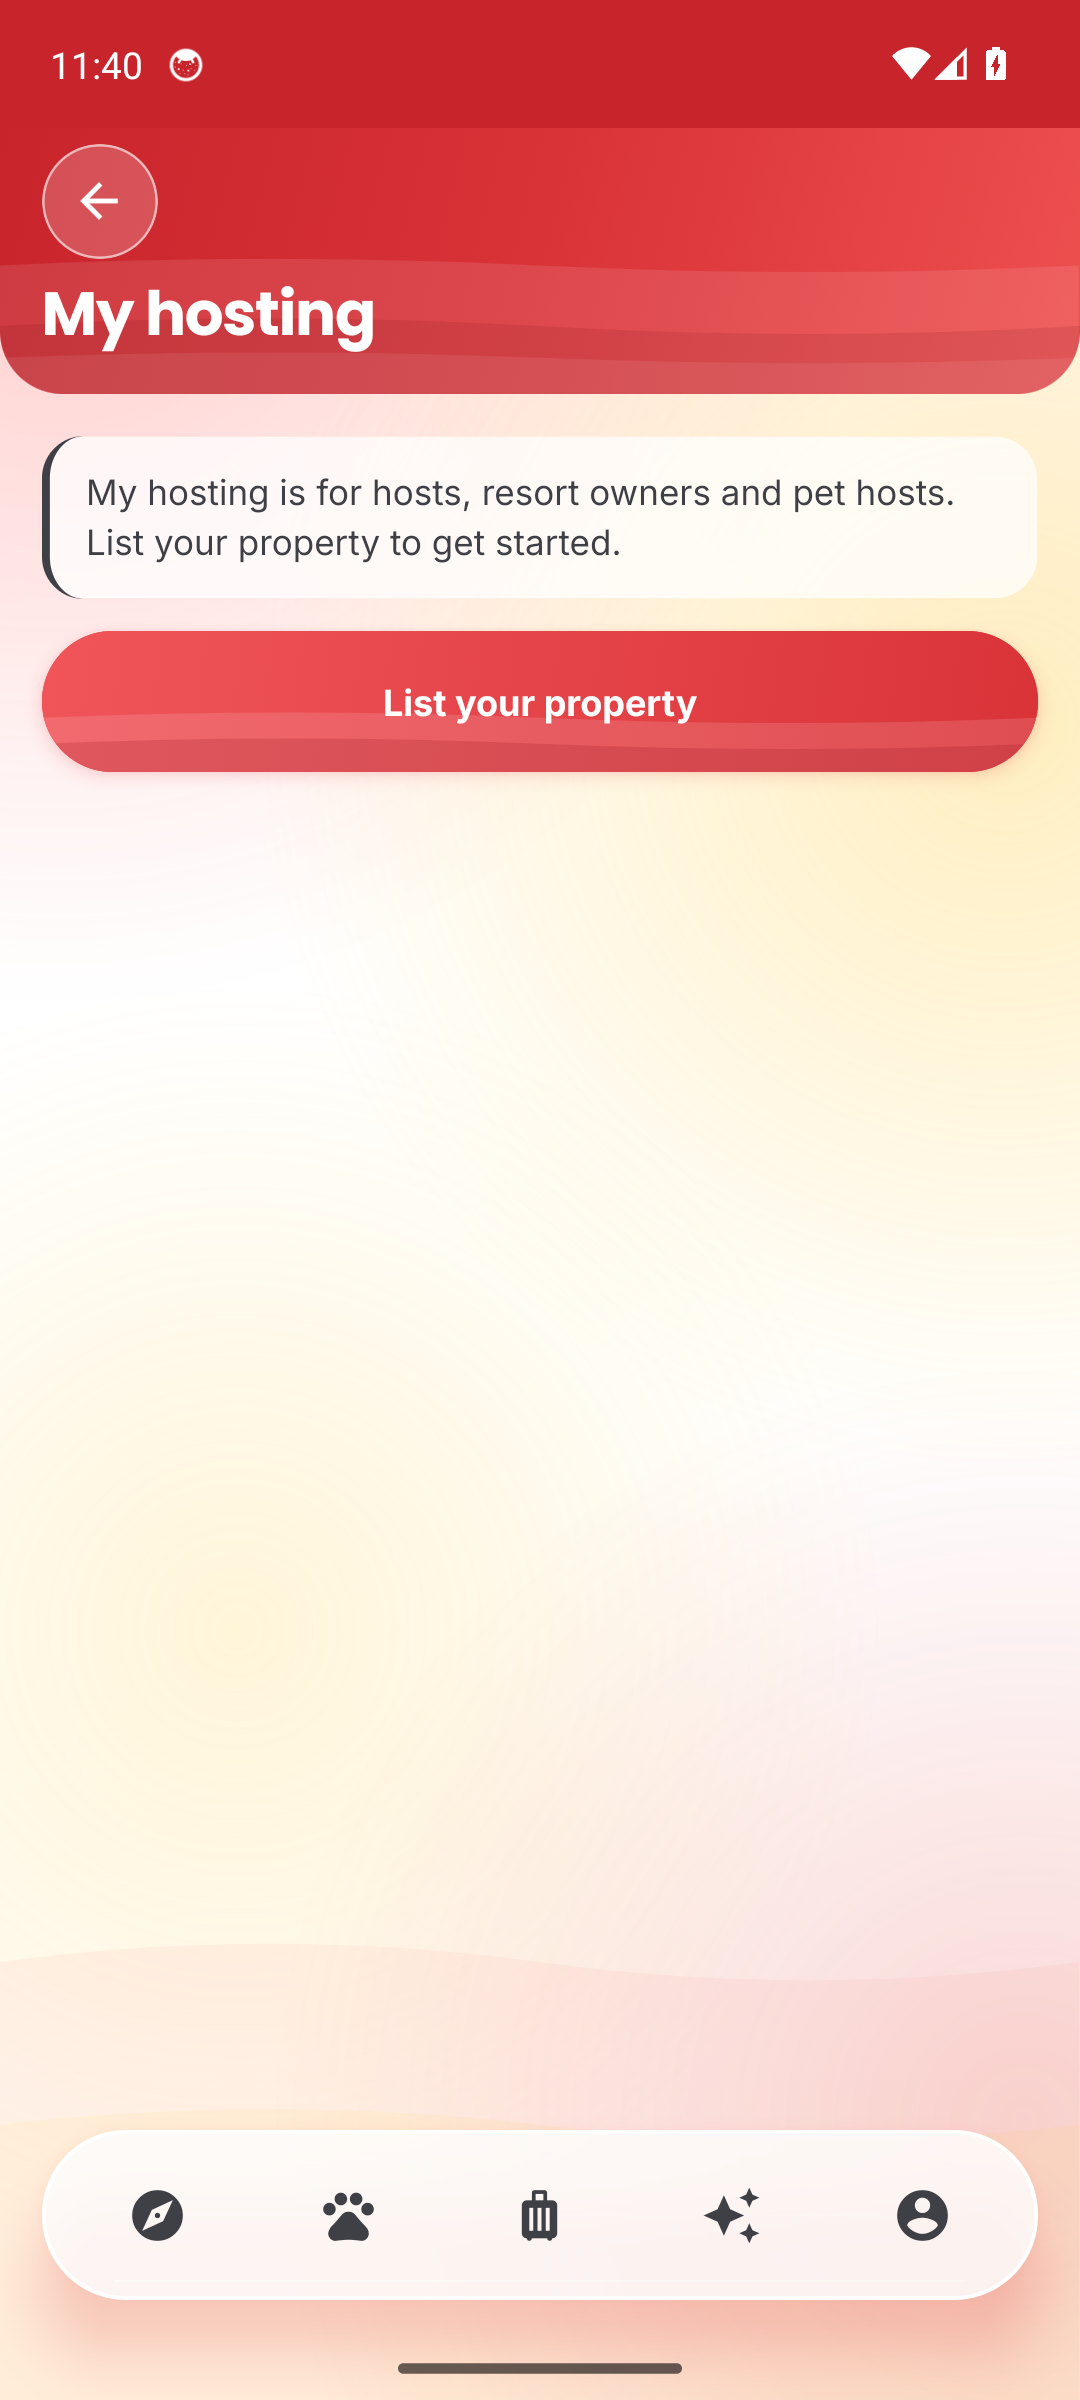 11:40
My hosting
My hosting is for hosts, resort owners and pet hosts.
List your property to get started.
List your property